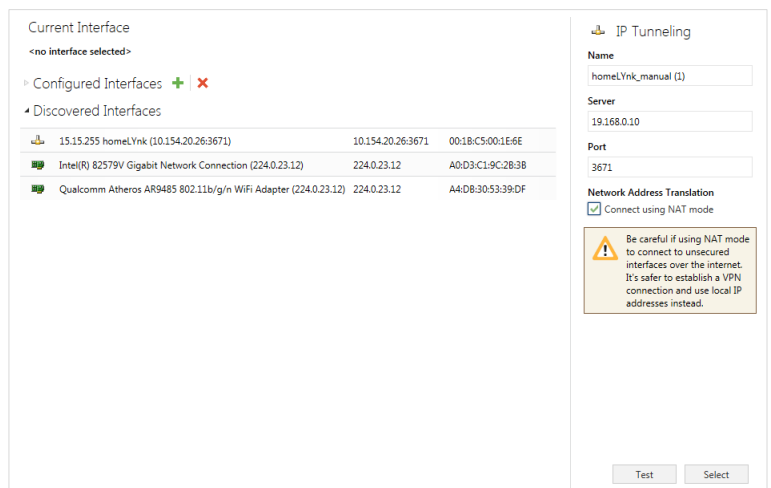 Current Interface
<no interface selected>
Configured Interfaces
Discovered Interfaces
15.15.255 homeLYnk (10.154.20.26:3671) 10.154.20.26:3671 00:1B:C5:00:1E:6E
Intel(R) 82579V Gigabit Network Connection (224.0.23.12) 224.0.23.12 A0:D3:C1:9C:2B:3B
Qualcomm Atheros AR9485 802.11b/g/n WiFi Adapter (224.0.23.12) 224.0.23.12 A4:DB:30:53:39:DF
IP Tunneling
Name
homeLYnk_manual (1)
Server
19.168.0.10
Port
3671
Network Address Translation
Connect using NAT mode
Be careful if using NAT mode
to connect to unsecured
interfaces over the internet.
It's safer to establish a VPN
connection and use local IP
addresses instead.
Test
Select